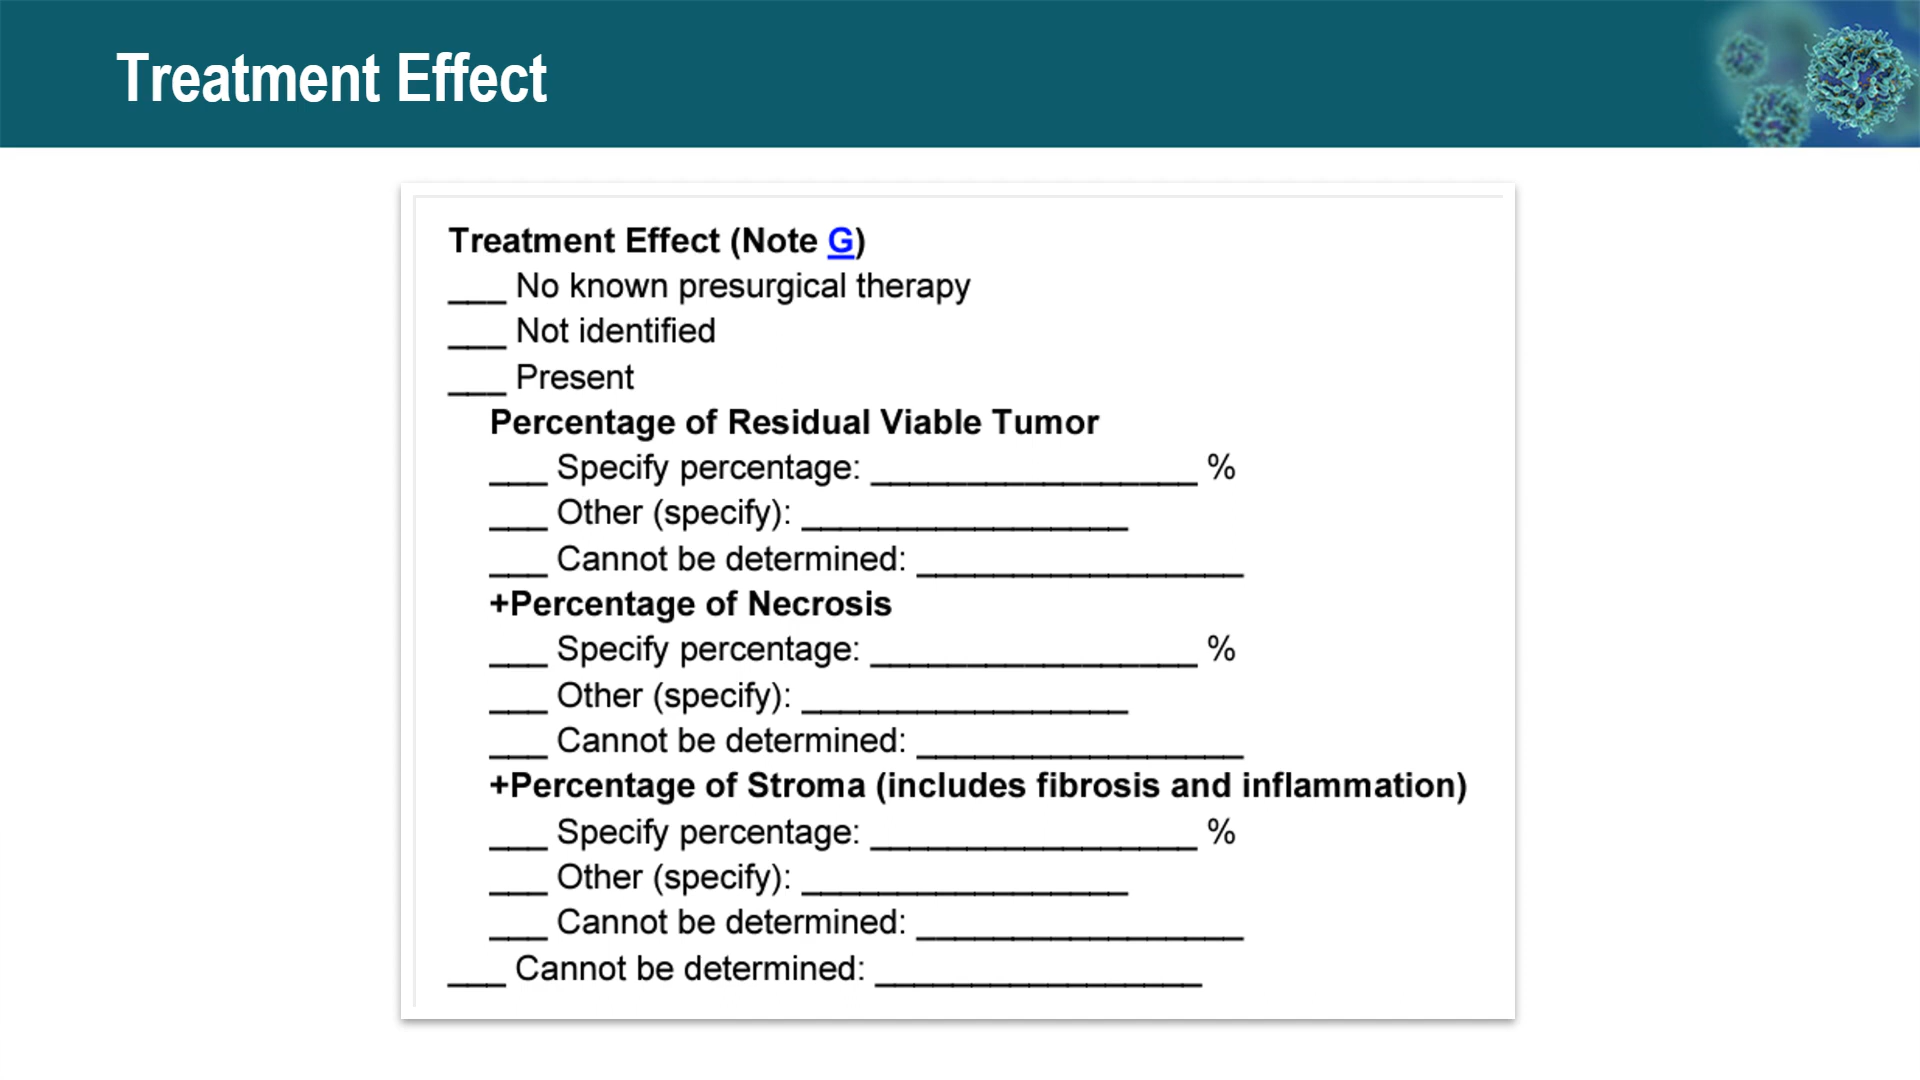 Treatment Effect
Treatment Effect (Note G)
___ No known presurgical therapy
___ Not identified
___ Present
Percentage of Residual Viable Tumor
___ Specify percentage: _________________ %
___ Other (specify): _________________
___ Cannot be determined: _________________
+Percentage of Necrosis
___ Specify percentage: _________________ %
___ Other (specify): _________________
___ Cannot be determined: _________________
+Percentage of Stroma (includes fibrosis and inflammation)
___ Specify percentage: _________________ %
___ Other (specify): _________________
___ Cannot be determined: _________________
___ Cannot be determined: _________________